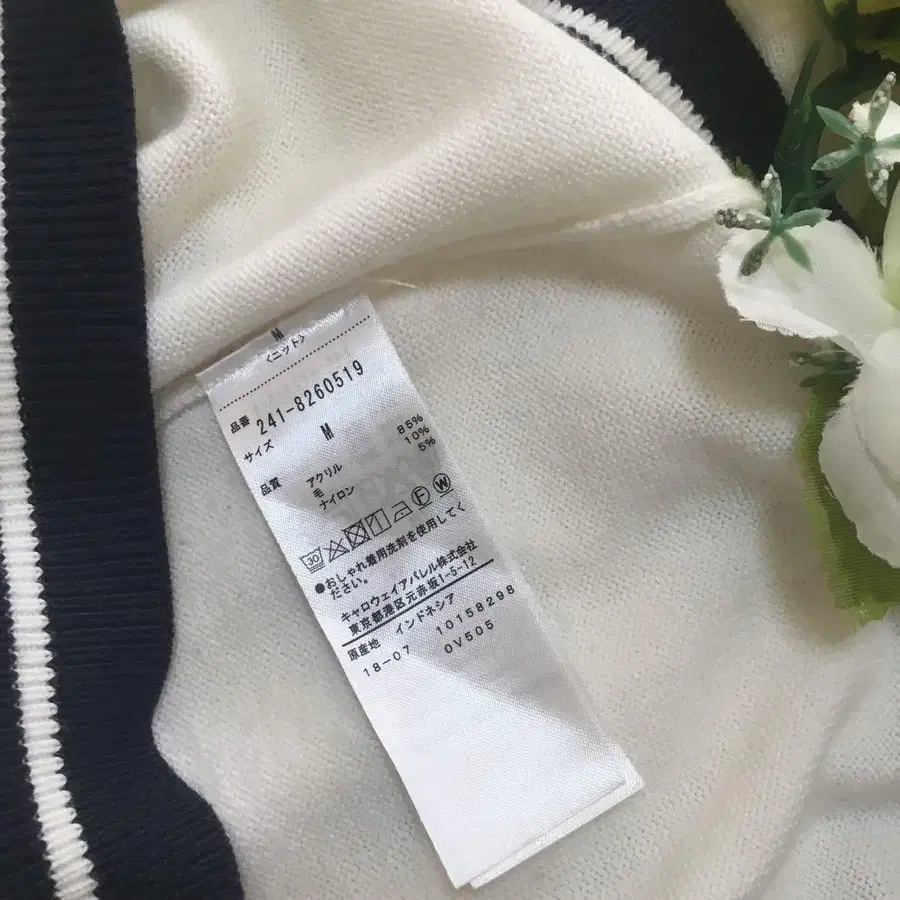 M
〈ニット〉
品番 241-8260519
サイズ M
品質 アクリル 85%
毛 10%
ナイロン 5%
30 F W
●おしゃれ着用洗剤を使用してく
ださい。
キャロウェイアパレル株式会社
東京都港区元赤坂1-5-12
原産地 インドネシア
18-07 10158298
0V505